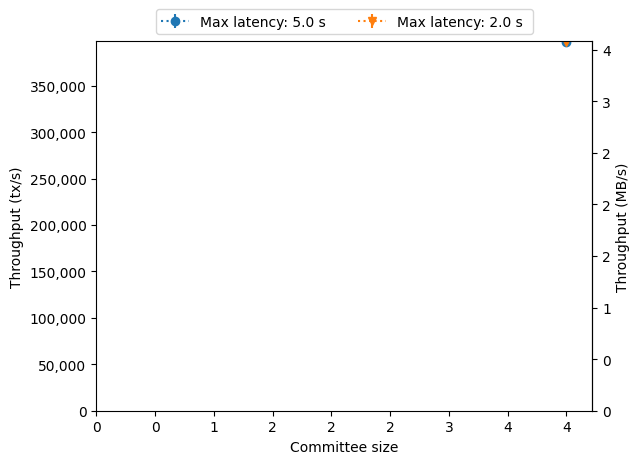 Max latency: 5.0 s
Max latency: 2.0 s
Throughput (tx/s)
350,000
300,000
250,000
200,000
150,000
100,000
50,000
0
4
3
2
2
2
1
0
0
Throughput (MB/s)
0 0 1 2 2 2 3 4 4
Committee size